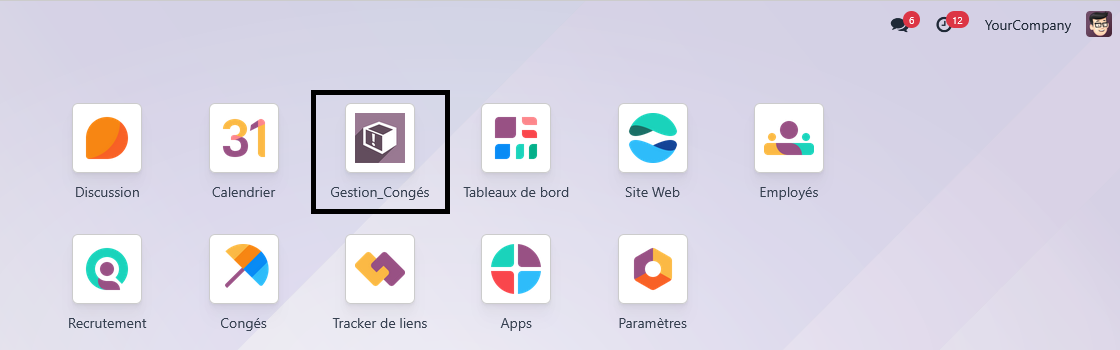 6
12
YourCompany
31
Discussion
Calendrier
Gestion_Congés
Tableaux de bord
Site Web
Employés
Recrutement
Congés
Tracker de liens
Apps
Paramètres